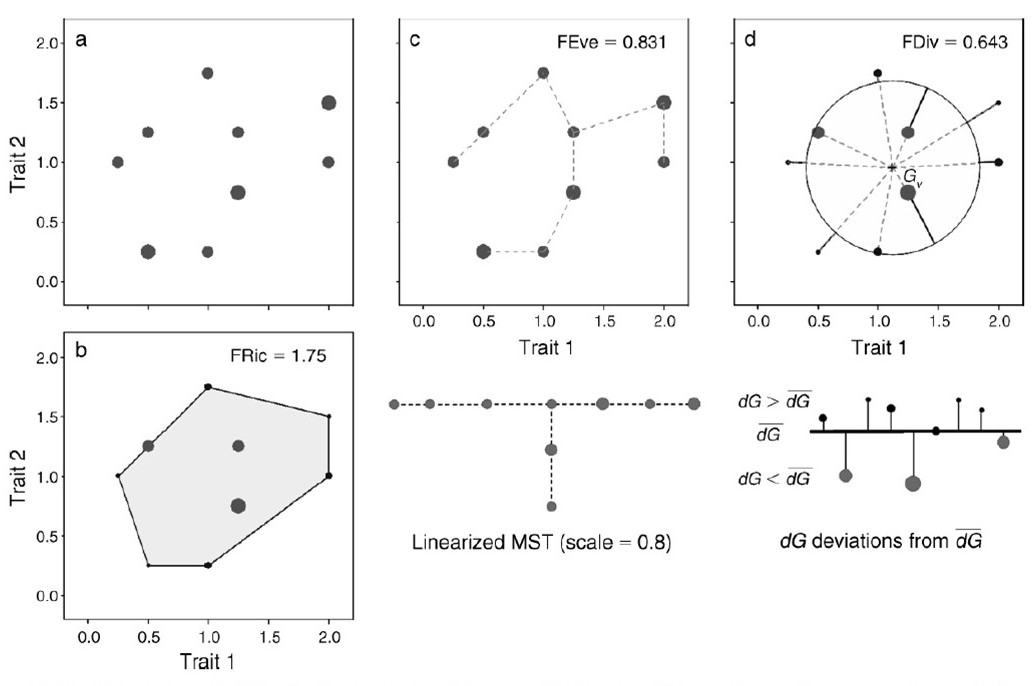 a
2.0
1.5
1.0
0.5
0.0
Trait 2
c
FEve = 0.831
0.0 0.5 1.0 1.5 2.0
Trait 1
d
FDiv = 0.643
Gv
0.0 0.5 1.0 1.5 2.0
Trait 1
b
FRic = 1.75
2.0
1.5
1.0
0.5
0.0
Trait 2
0.0 0.5 1.0 1.5 2.0
Trait 1
Linearized MST (scale = 0.8)
dG > d̅G̅
d̅G̅
dG < d̅G̅
dG deviations from d̅G̅